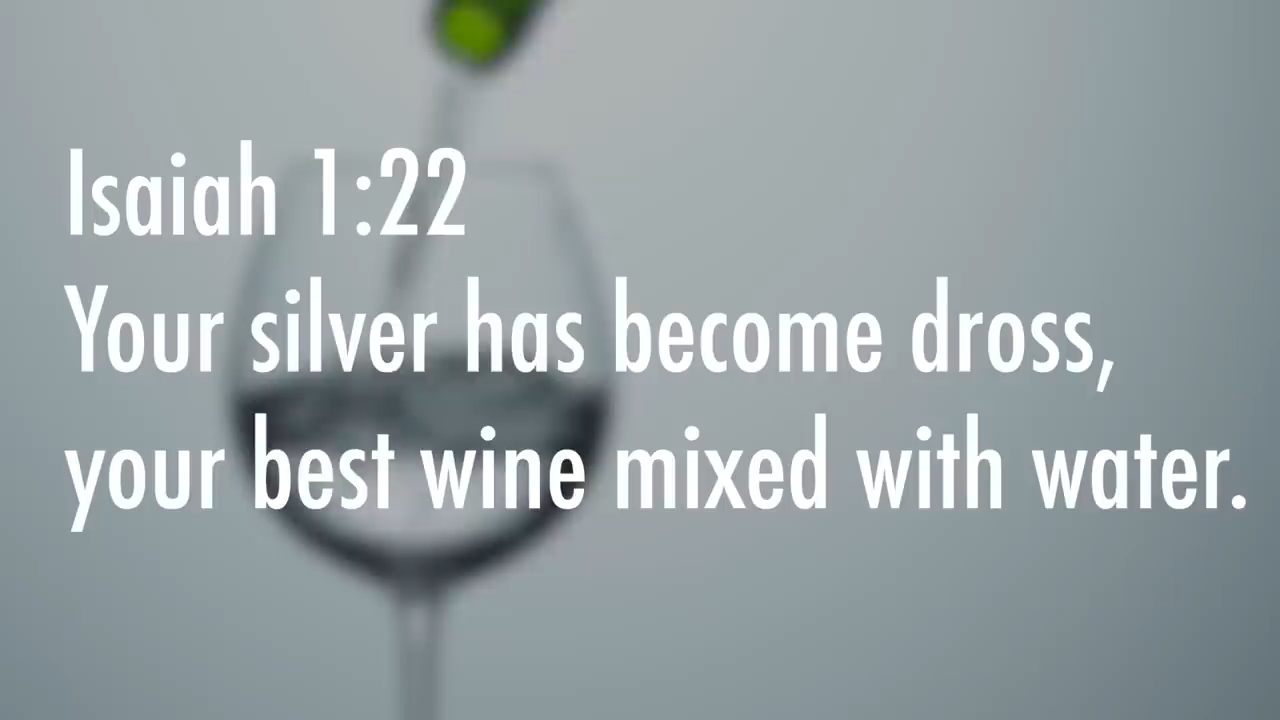 Isaiah 1:22
Your silver has become dross,
your best wine mixed with water.